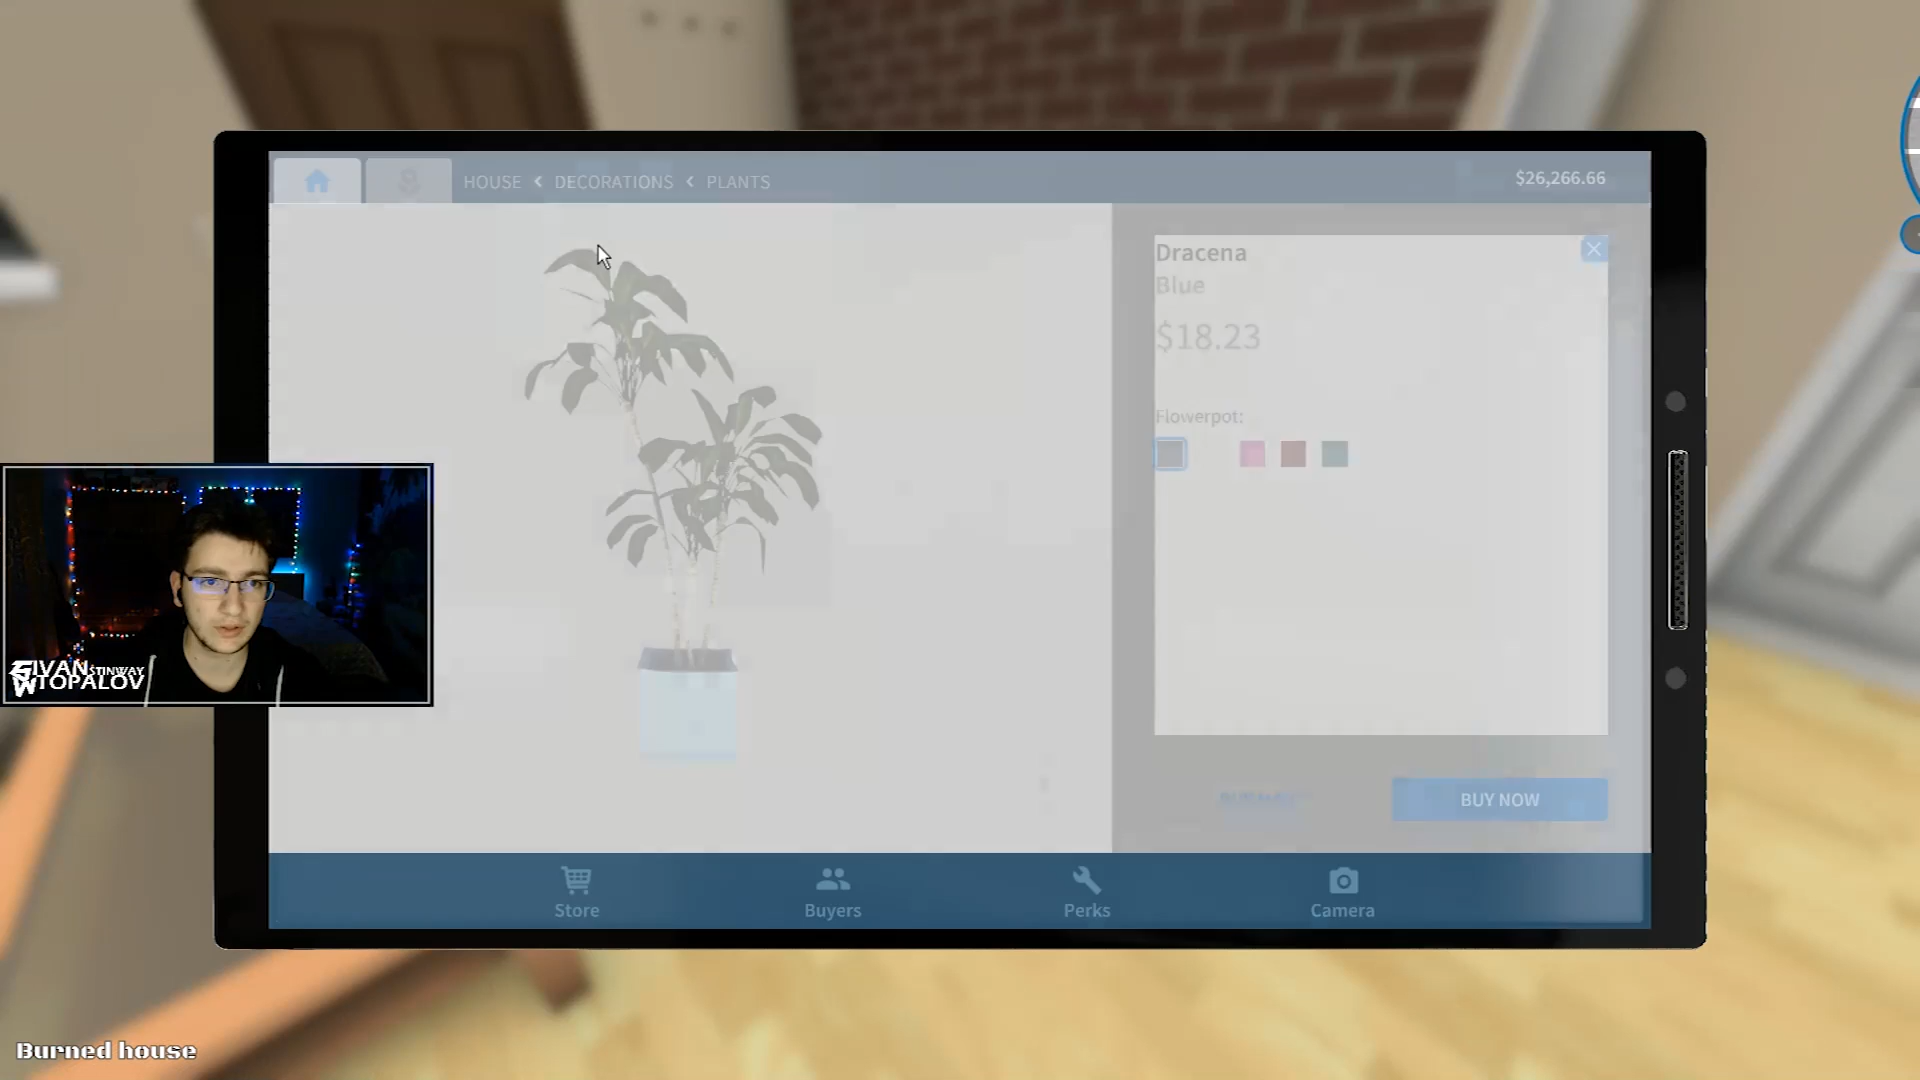 HOUSE < DECORATIONS < PLANTS
$26,266.66
Dracena
Blue
$18.23
Flowerpot:
BUY NOW
IVAN STINWAY
TOPALOV
Store
Buyers
Perks
Camera
Burned house